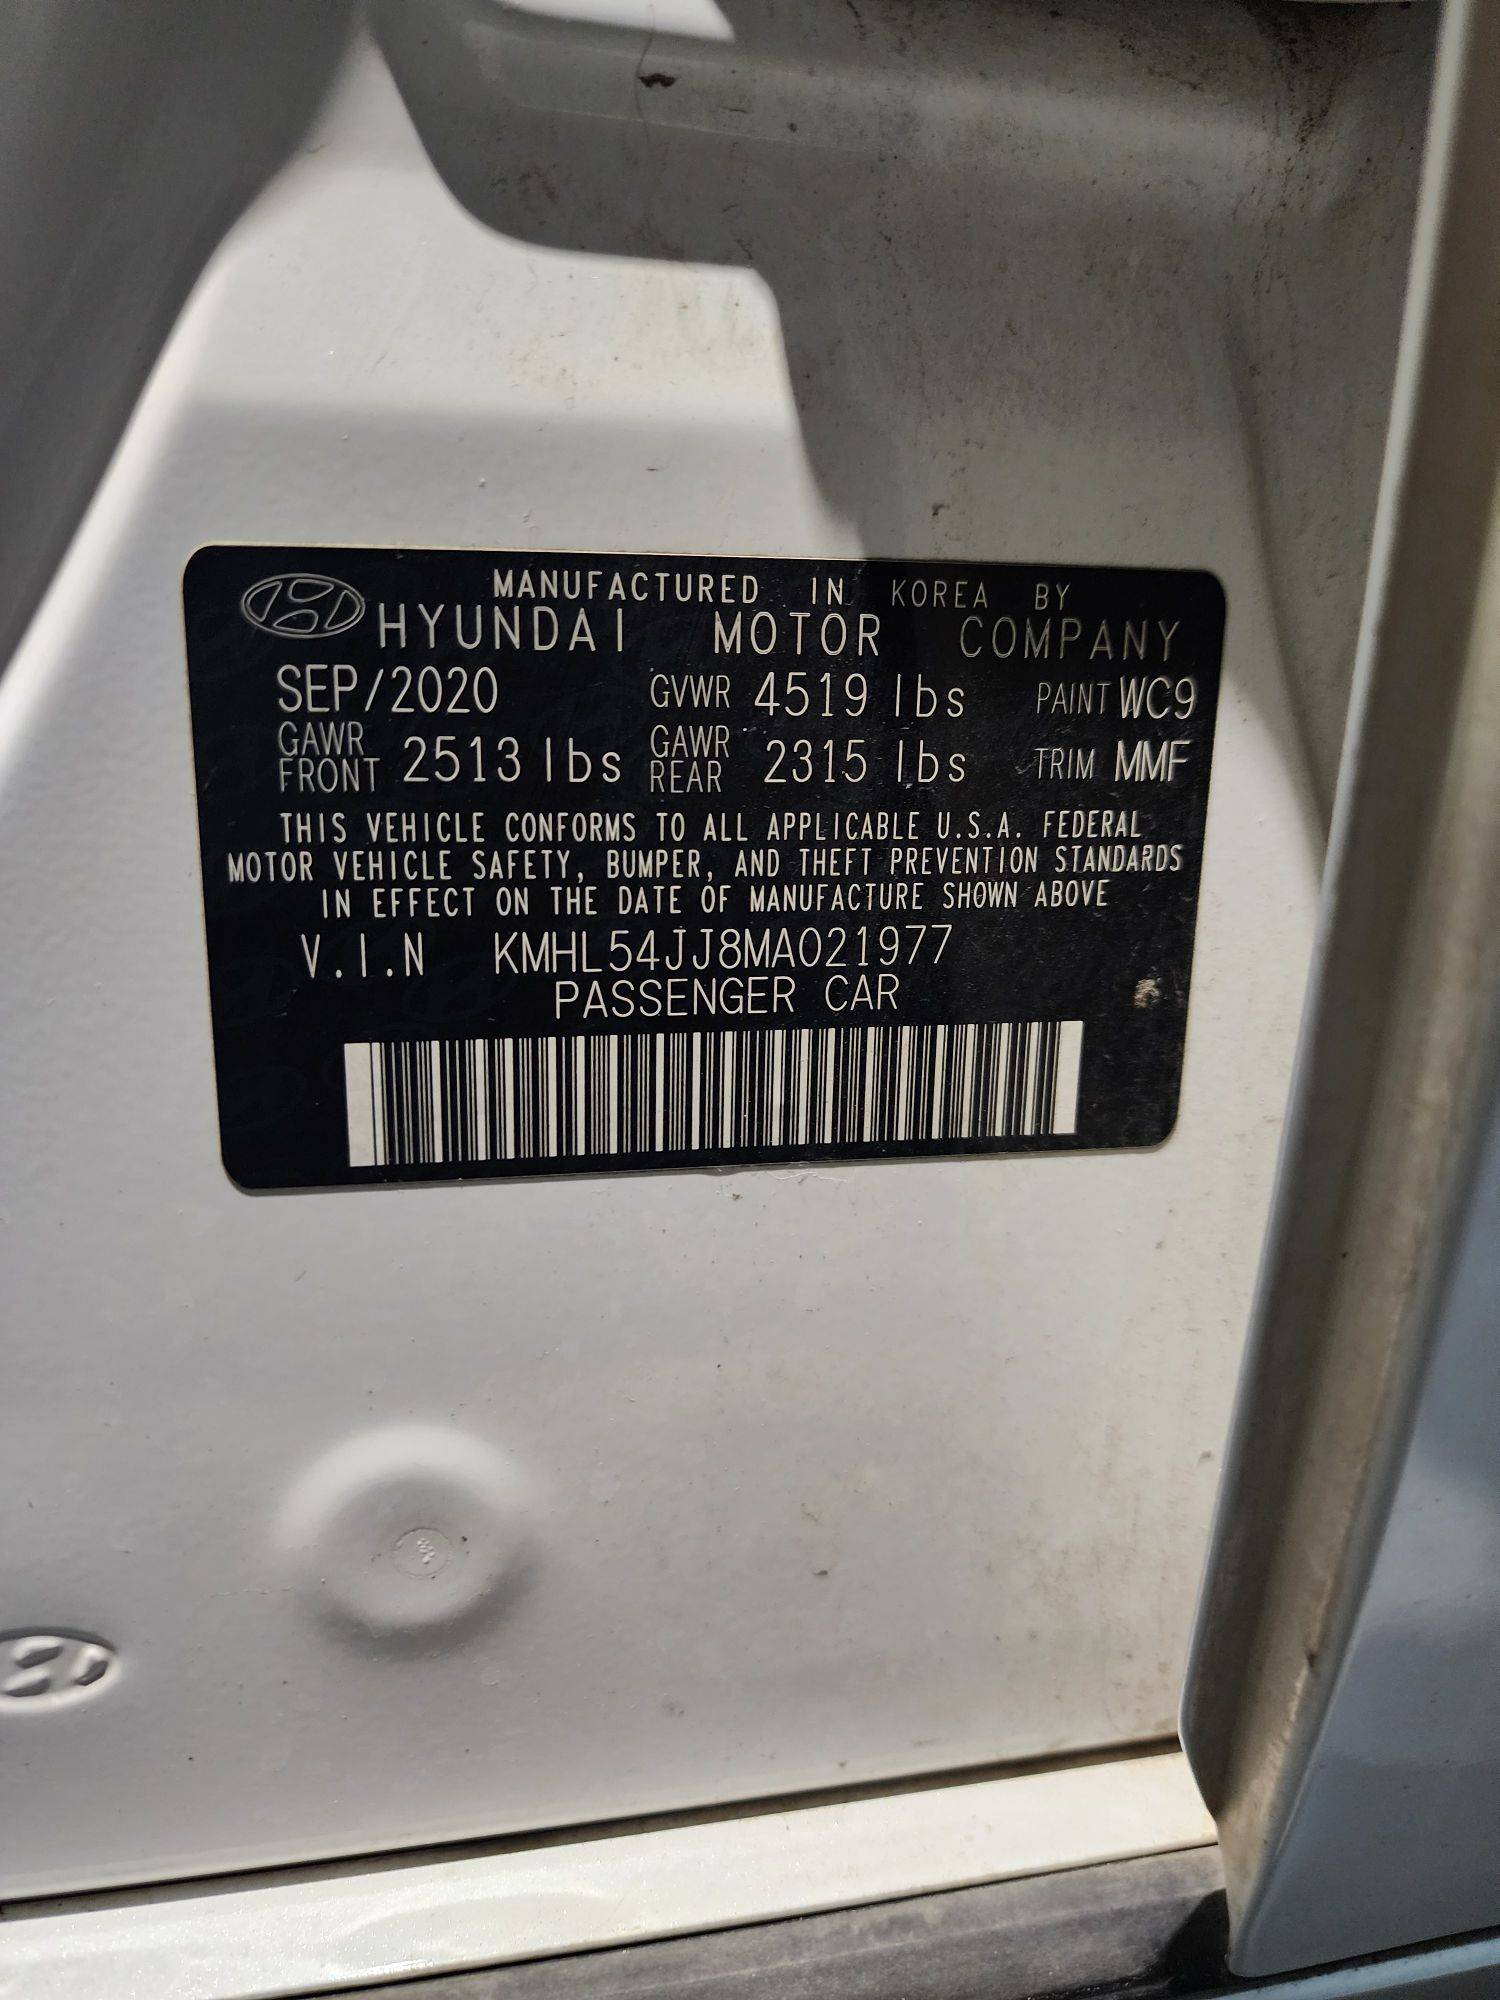 MANUFACTURED IN KOREA BY
HYUNDAI MOTOR COMPANY
SEP/2020 GVWR 4519 lbs PAINT WC9
GAWR FRONT 2513 lbs GAWR REAR 2315 lbs TRIM MMF
THIS VEHICLE CONFORMS TO ALL APPLICABLE U.S.A. FEDERAL
MOTOR VEHICLE SAFETY, BUMPER, AND THEFT PREVENTION STANDARDS
IN EFFECT ON THE DATE OF MANUFACTURE SHOWN ABOVE
V.I.N KMHL54JJ8MA021977
PASSENGER CAR